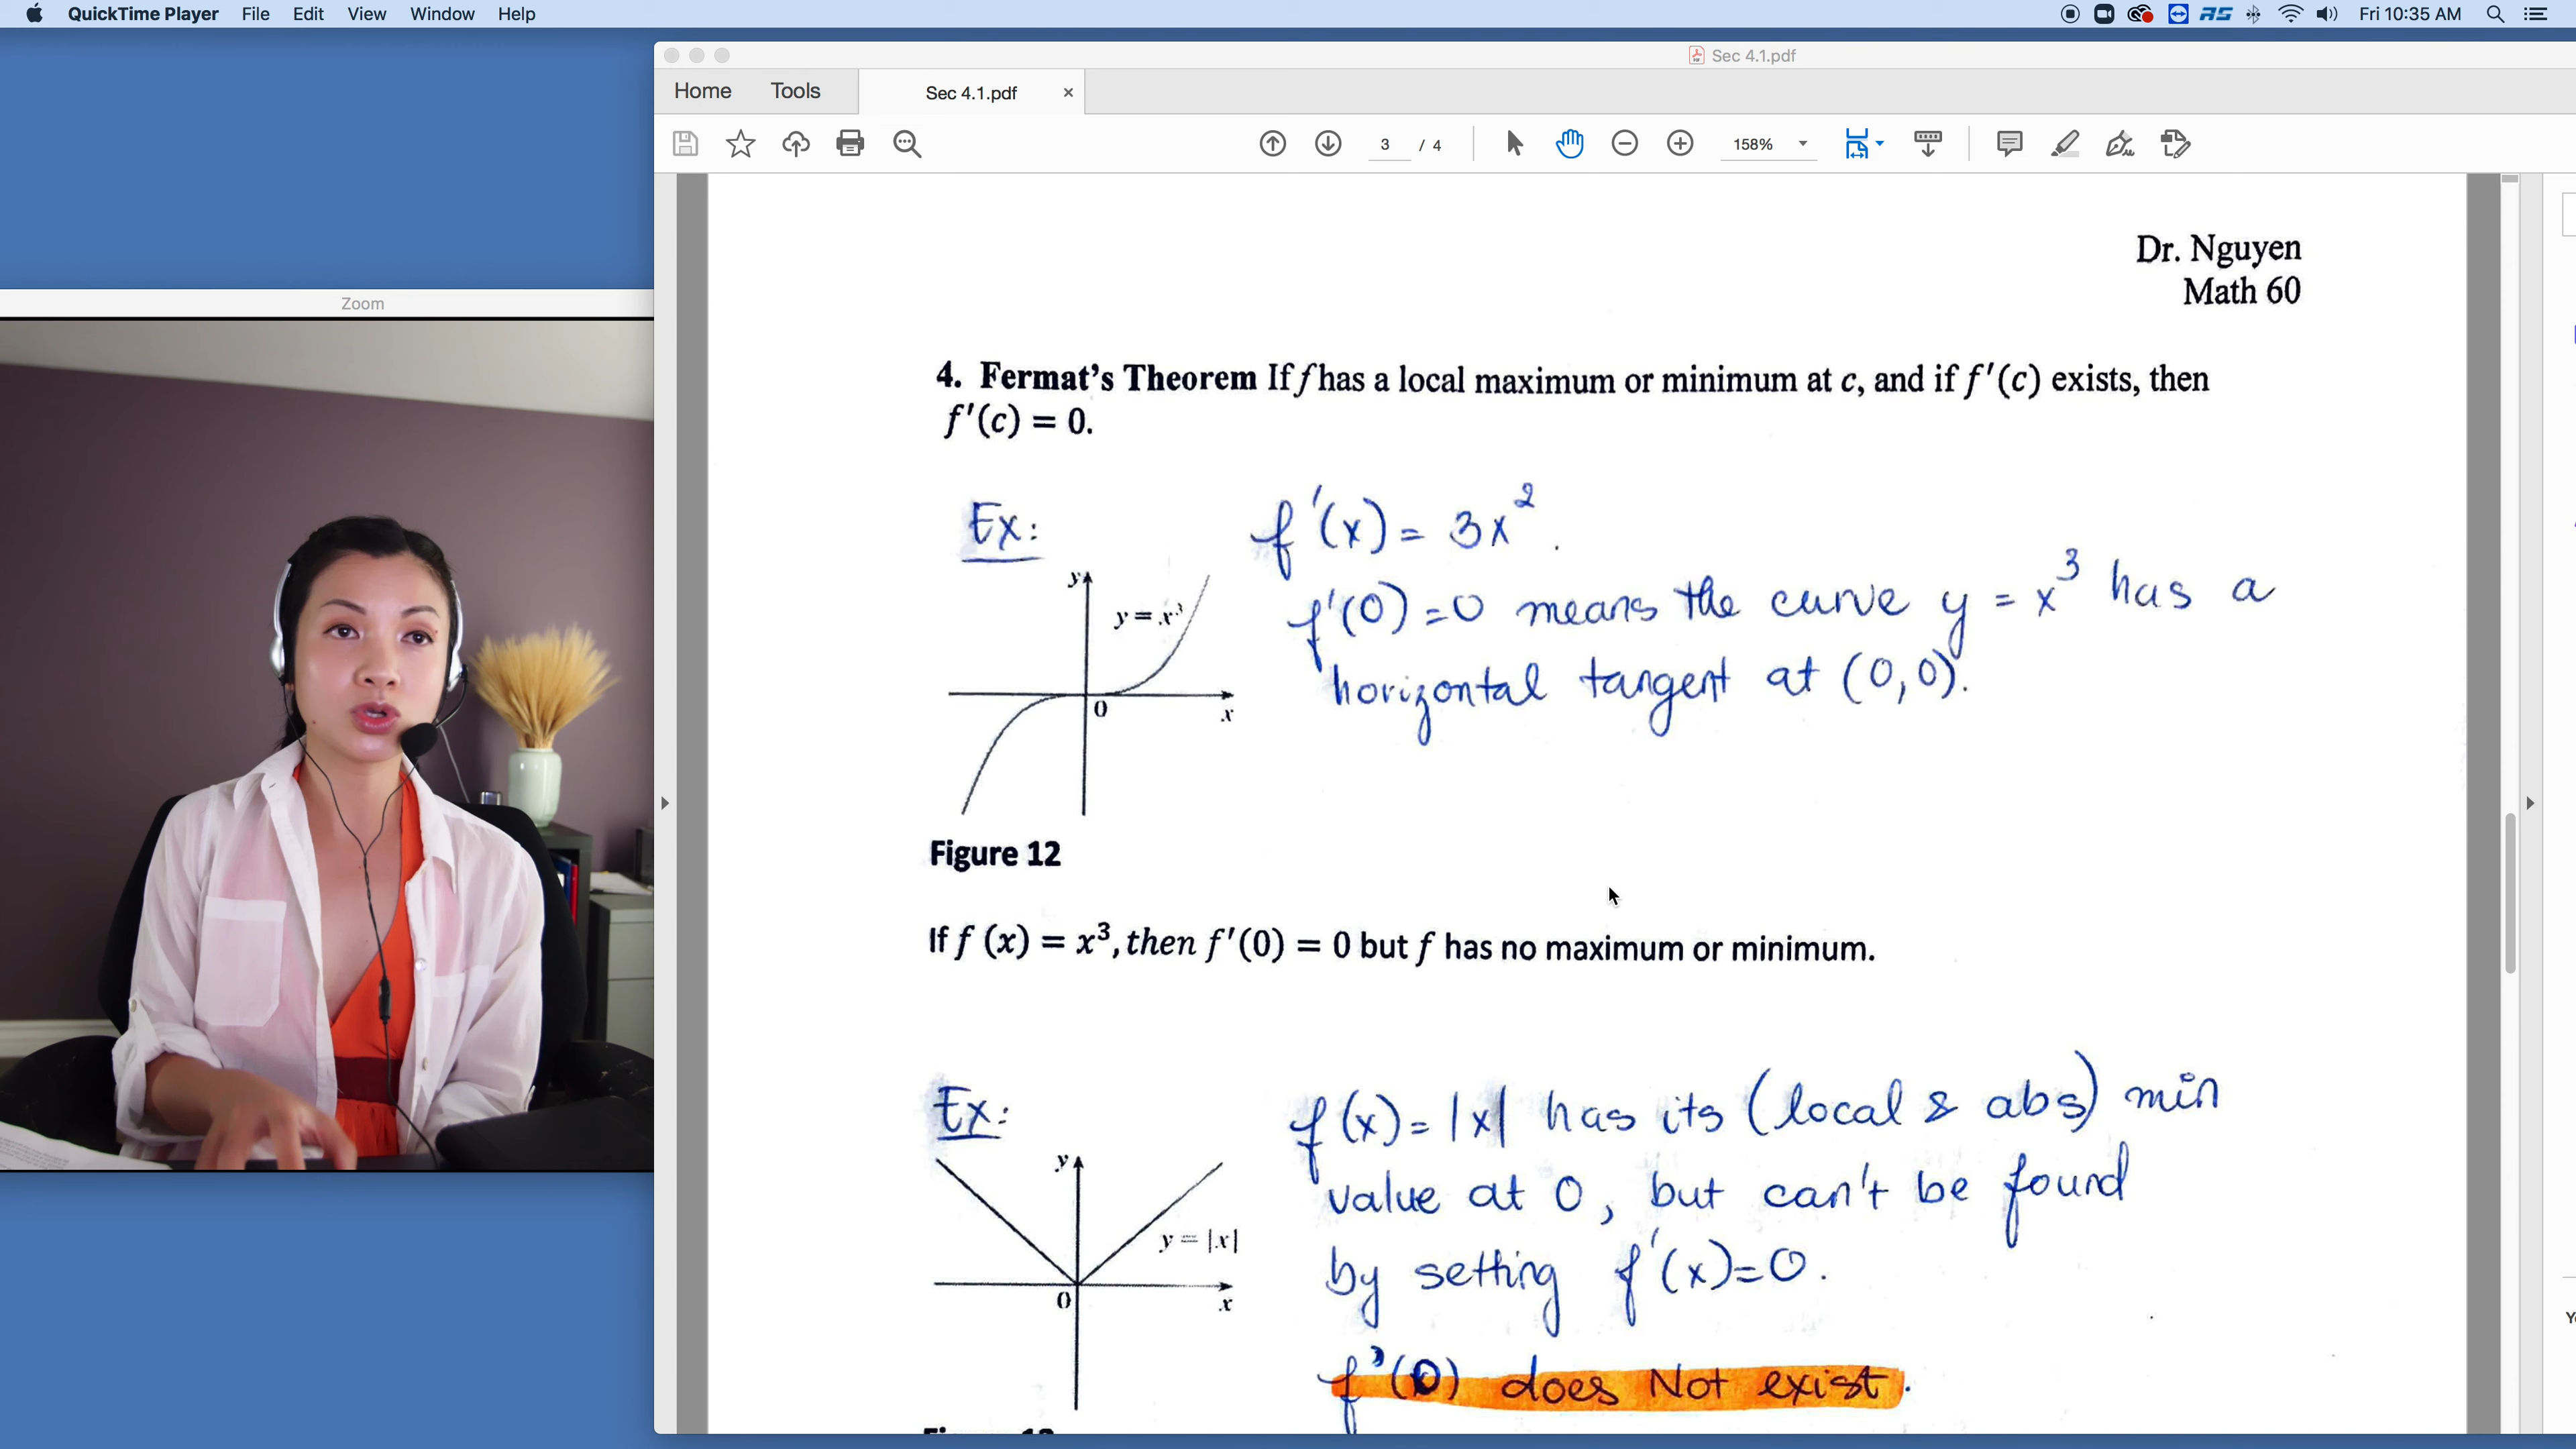 QuickTime Player File Edit View Window Help
Fri 10:35 AM
Sec 4.1.pdf
Home Tools Sec 4.1.pdf ×
3 / 4 158%
Zoom
Dr. Nguyen
Math 60
4. Fermat's Theorem If f has a local maximum or minimum at c, and if f′(c) exists, then
f′(c) = 0.
Ex:
f′(x) = 3x².
f′(0) = 0 means the curve y = x³ has a
horizontal tangent at (0,0).
y
y = x³
0
x
Figure 12
If f (x) = x³, then f′(0) = 0 but f has no maximum or minimum.
Ex:
f(x) = |x| has its (local & abs) min
value at 0, but can't be found
by setting f′(x)=0.
f′(0) does Not exist.
y
y = |x|
0
x